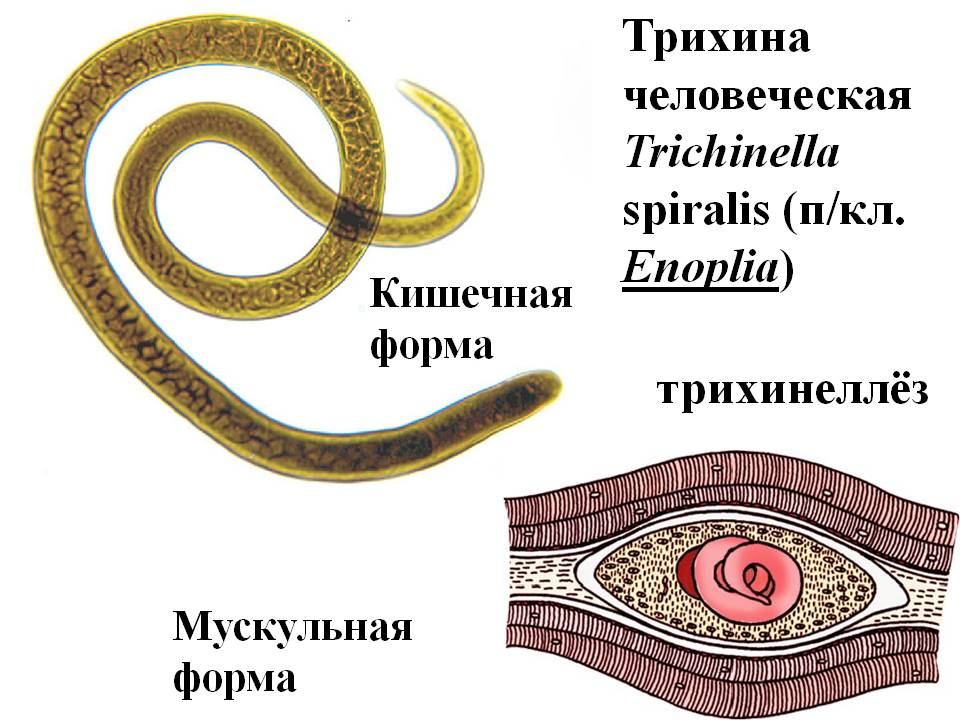 Трихина
человеческая
Trichinella
spiralis (п/кл.
Enoplia)
Кишечная
форма
трихинеллёз
Мускульная
форма